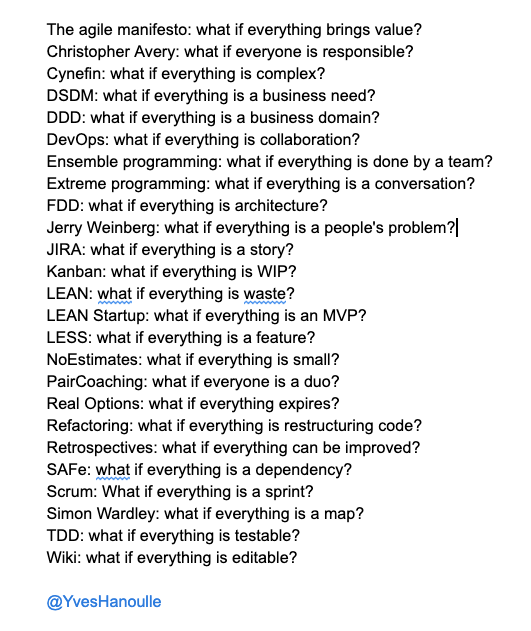 The agile manifesto: what if everything brings value?
Christopher Avery: what if everyone is responsible?
Cynefin: what if everything is complex?
DSDM: what if everything is a business need?
DDD: what if everything is a business domain?
DevOps: what if everything is collaboration?
Ensemble programming: what if everything is done by a team?
Extreme programming: what if everything is a conversation?
FDD: what if everything is architecture?
Jerry Weinberg: what if everything is a people's problem?
JIRA: what if everything is a story?
Kanban: what if everything is WIP?
LEAN: what if everything is waste?
LEAN Startup: what if everything is an MVP?
LESS: what if everything is a feature?
NoEstimates: what if everything is small?
PairCoaching: what if everyone is a duo?
Real Options: what if everything expires?
Refactoring: what if everything is restructuring code?
Retrospectives: what if everything can be improved?
SAFe: what if everything is a dependency?
Scrum: What if everything is a sprint?
Simon Wardley: what if everything is a map?
TDD: what if everything is testable?
Wiki: what if everything is editable?
@YvesHanoulle